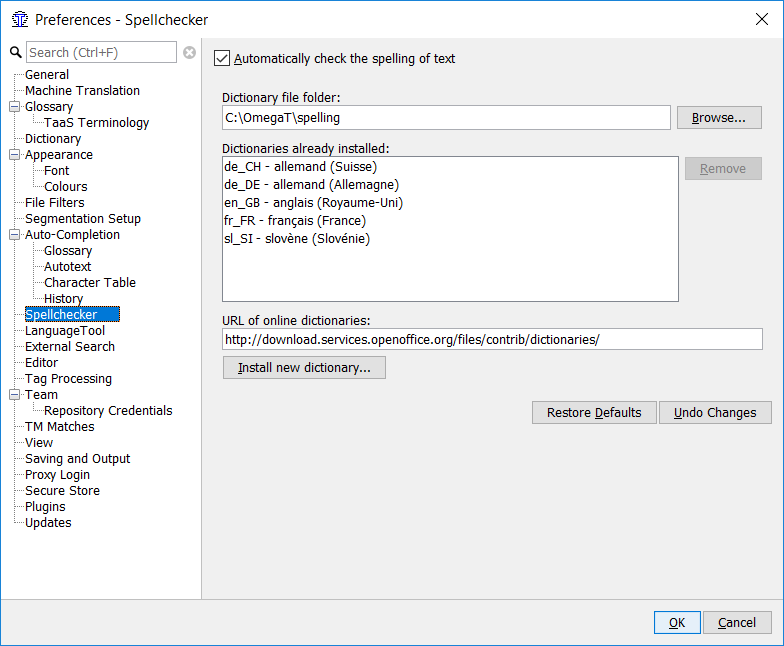 Preferences - Spellchecker
Search (Ctrl+F)
General
Machine Translation
Glossary
TaaS Terminology
Dictionary
Appearance
Font
Colours
File Filters
Segmentation Setup
Auto-Completion
Glossary
Autotext
Character Table
History
Spellchecker
LanguageTool
External Search
Editor
Tag Processing
Team
Repository Credentials
TM Matches
View
Saving and Output
Proxy Login
Secure Store
Plugins
Updates
Automatically check the spelling of text
Dictionary file folder:
C:\OmegaT\spelling
Browse...
Dictionaries already installed:
de_CH - allemand (Suisse)
de_DE - allemand (Allemagne)
en_GB - anglais (Royaume-Uni)
fr_FR - français (France)
sl_SI - slovène (Slovénie)
Remove
URL of online dictionaries:
http://download.services.openoffice.org/files/contrib/dictionaries/
Install new dictionary...
Restore Defaults
Undo Changes
OK
Cancel